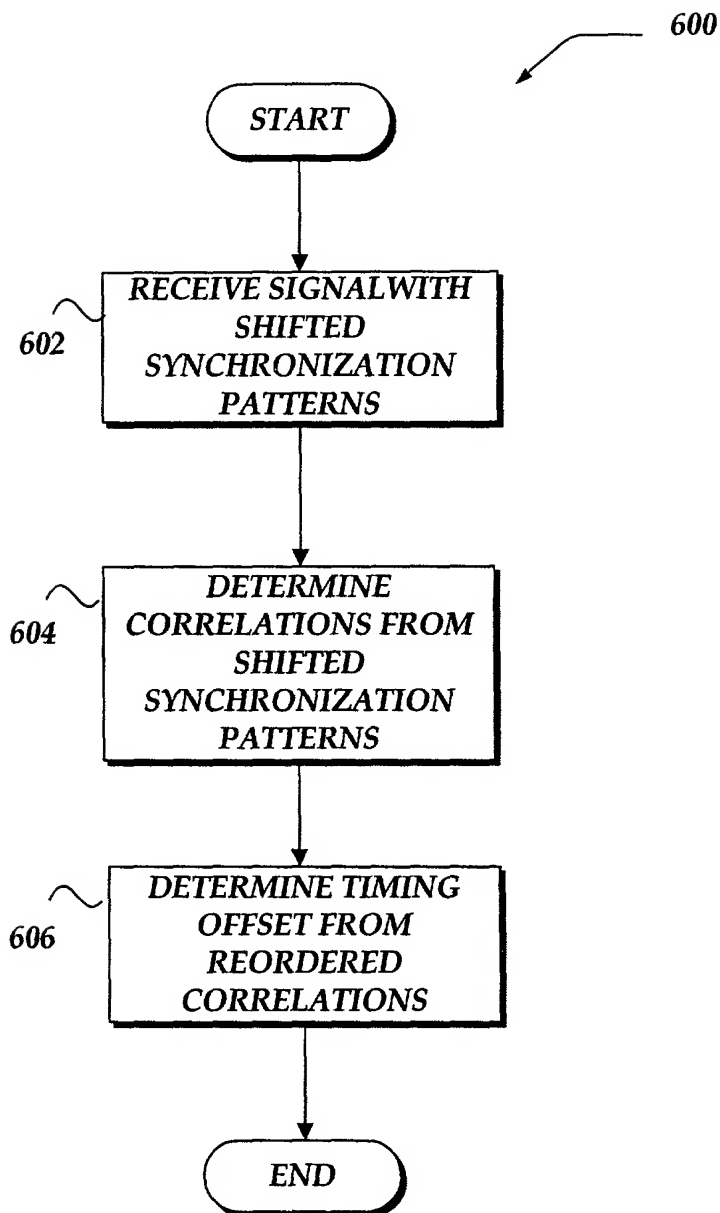 600
START
RECEIVE SIGNALWITH
SHIFTED
SYNCHRONIZATION
PATTERNS
602
DETERMINE
CORRELATIONS FROM
SHIFTED
SYNCHRONIZATION
PATTERNS
604
DETERMINE TIMING
OFFSET FROM
REORDERED
CORRELATIONS
606
END